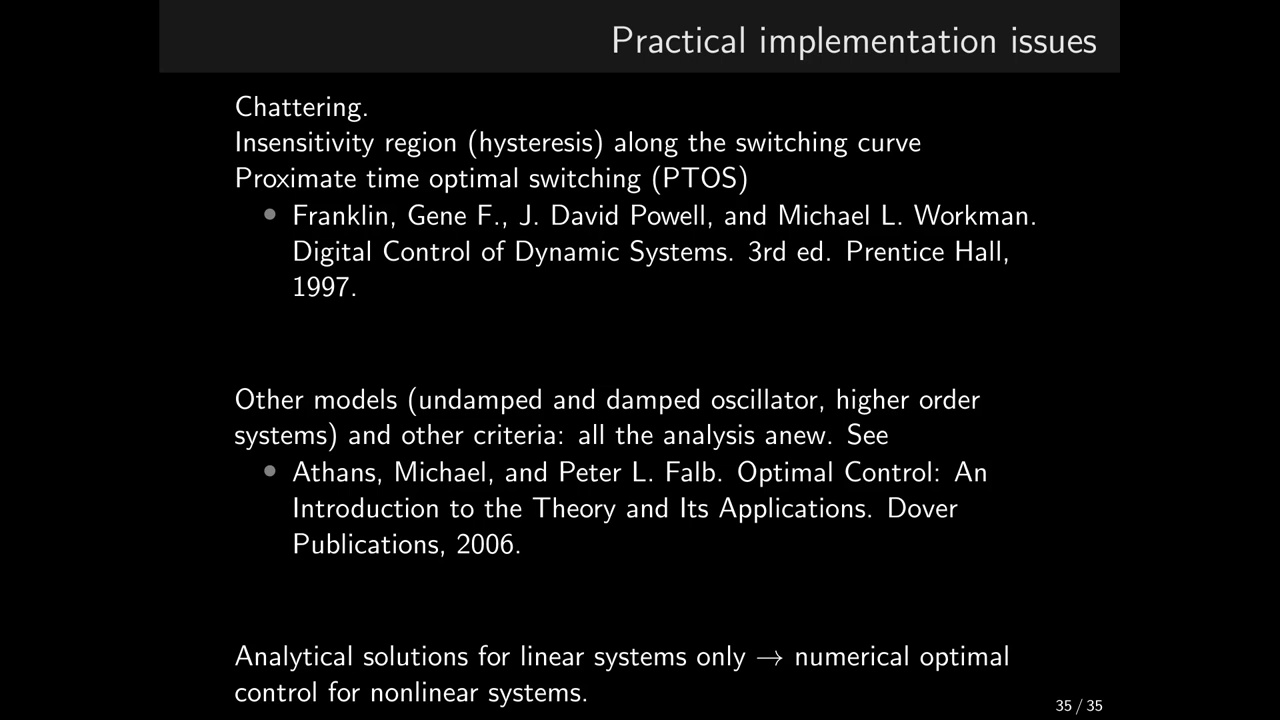 Practical implementation issues
Chattering.
Insensitivity region (hysteresis) along the switching curve
Proximate time optimal switching (PTOS)
• Franklin, Gene F., J. David Powell, and Michael L. Workman.
Digital Control of Dynamic Systems. 3rd ed. Prentice Hall,
1997.
Other models (undamped and damped oscillator, higher order
systems) and other criteria: all the analysis anew. See
• Athans, Michael, and Peter L. Falb. Optimal Control: An
Introduction to the Theory and Its Applications. Dover
Publications, 2006.
Analytical solutions for linear systems only → numerical optimal
control for nonlinear systems.
35 / 35